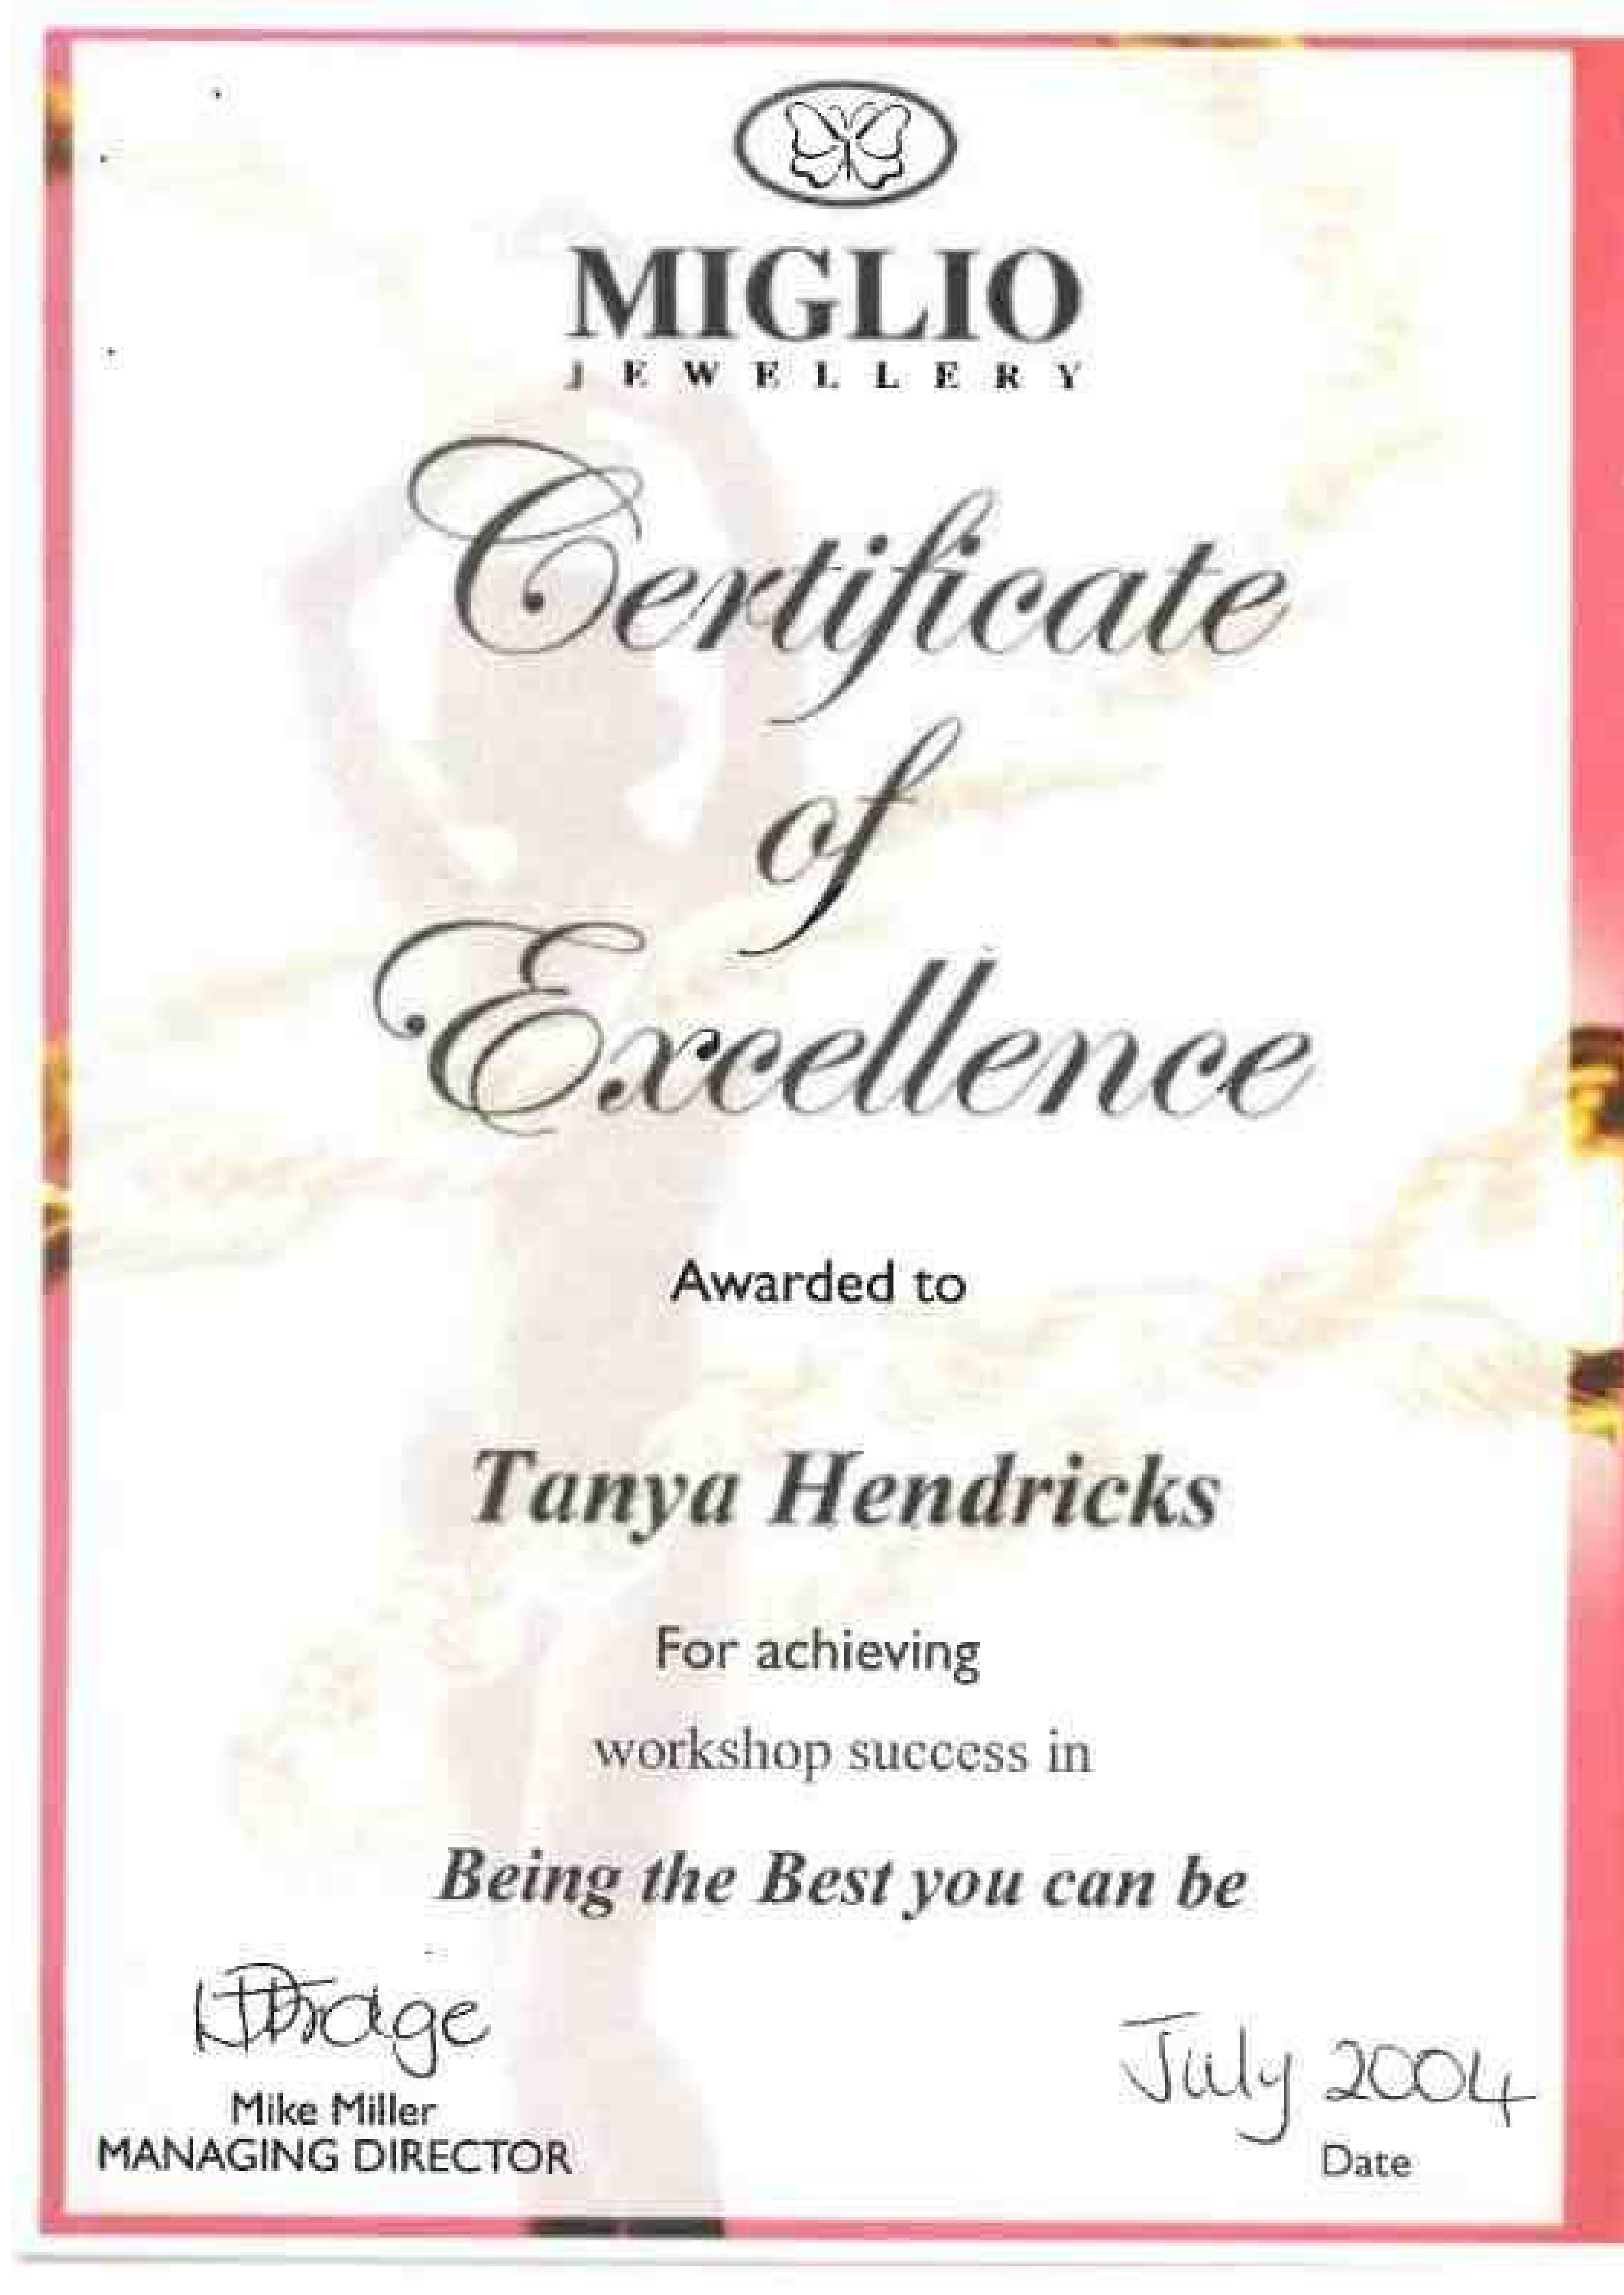 MIGLIO
JEWELLERY
Certificate
of
Excellence
Awarded to
Tanya Hendricks
For achieving
workshop success in
Being the Best you can be
July 2004
Mike Miller
MANAGING DIRECTOR
Date